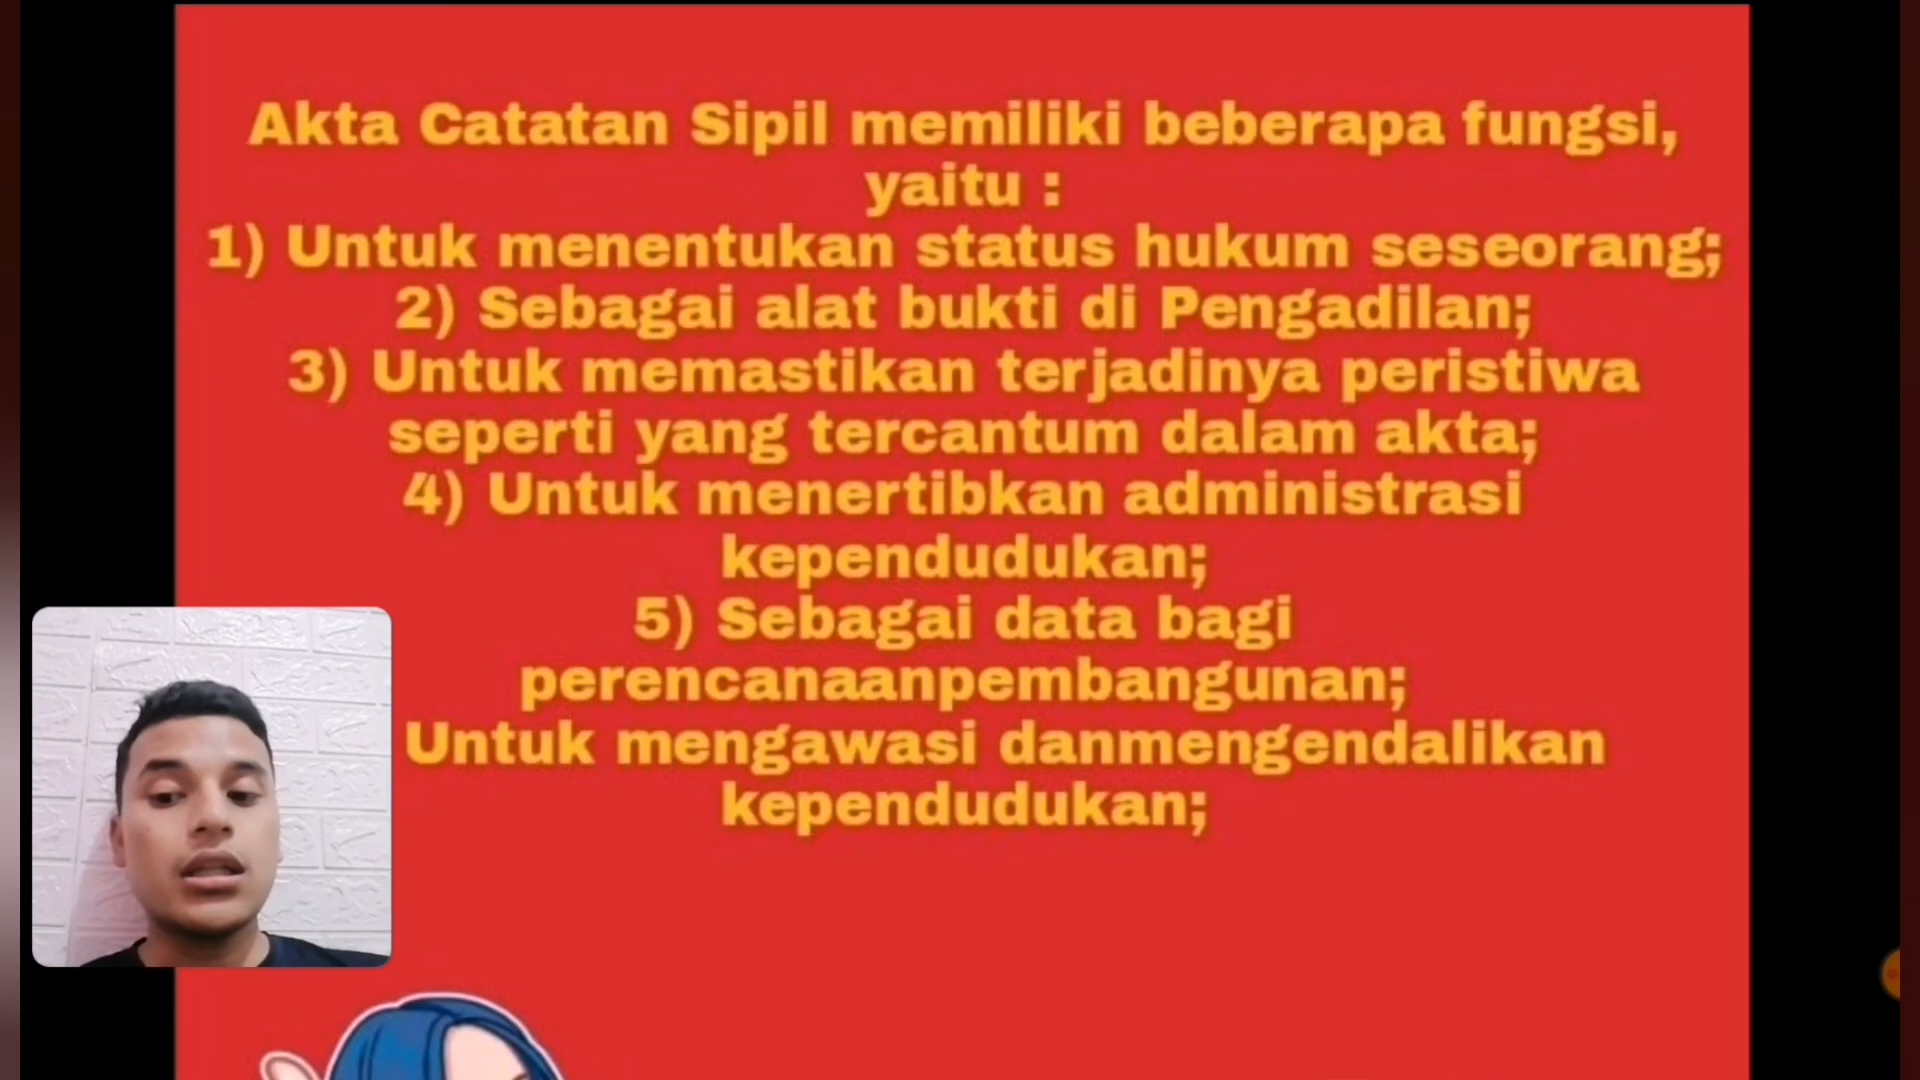 Akta Catatan Sipil memiliki beberapa fungsi,
yaitu :
1) Untuk menentukan status hukum seseorang;
2) Sebagai alat bukti di Pengadilan;
3) Untuk memastikan terjadinya peristiwa
seperti yang tercantum dalam akta;
4) Untuk menertibkan administrasi
kependudukan;
5) Sebagai data bagi
perencanaanpembangunan;
Untuk mengawasi danmengendalikan
kependudukan;